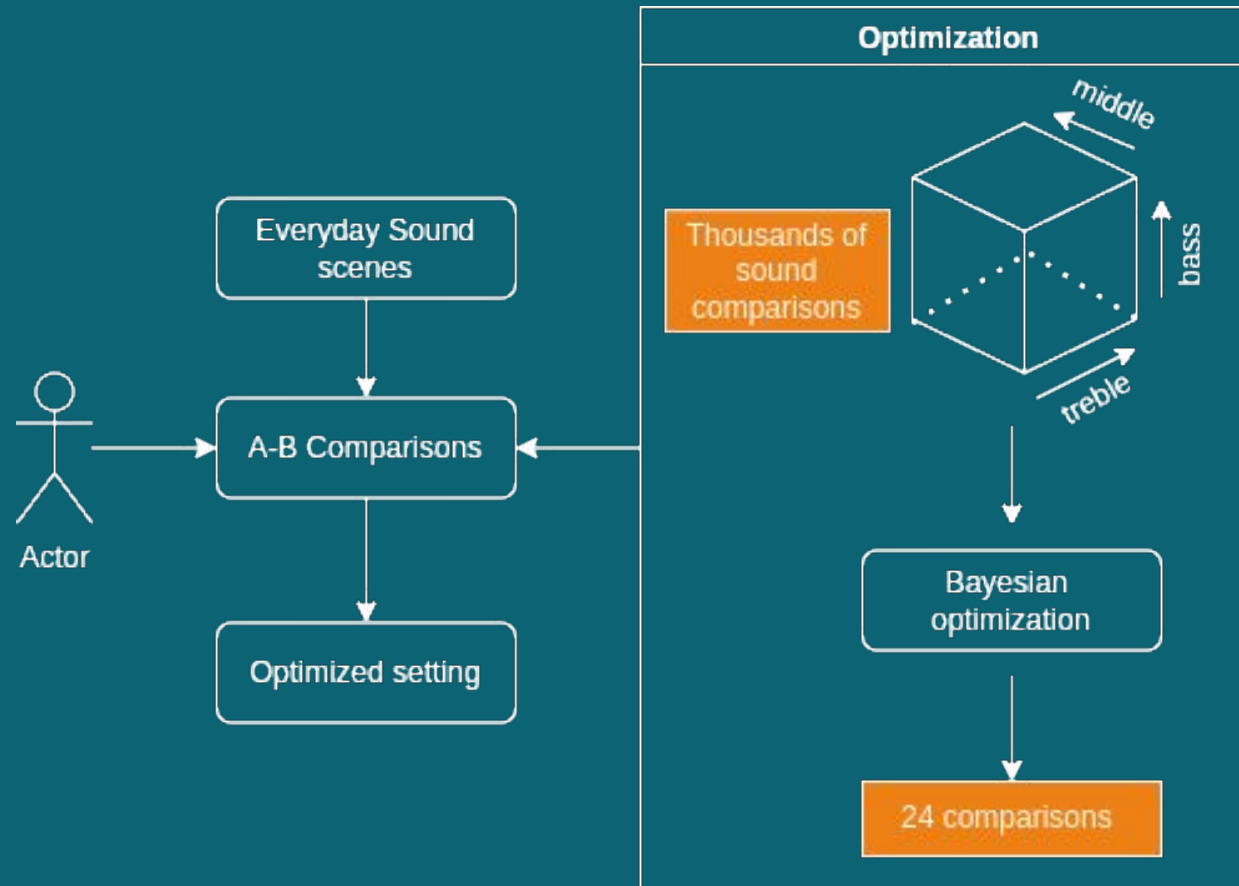 Optimization
middle
bass
treble
Thousands of
sound
comparisons
Everyday Sound
scenes
A-B Comparisons
Actor
Optimized setting
Bayesian
optimization
24 comparisons